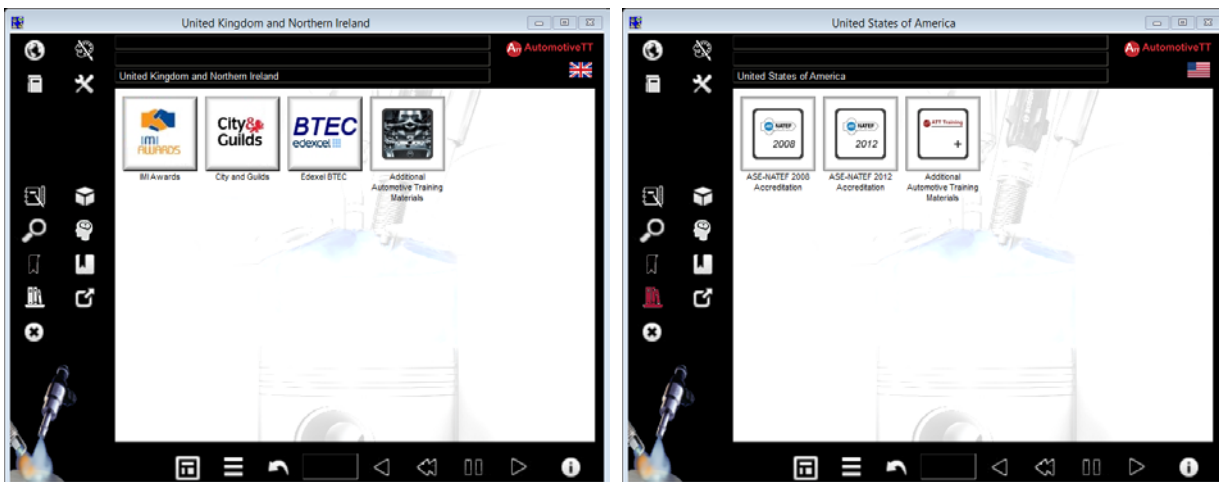 United Kingdom and Northern Ireland
AutomotiveTT
United Kingdom and Northern Ireland
imi
AWARDS
City&
Guilds
BTEC
edexcel
IMI Awards
City and Guilds
Edexel BTEC
Additional
Automotive Training
Materials
United States of America
AutomotiveTT
United States of America
NATEF
2008
NATEF
2012
ATT Training
+
ASE-NATEF 2008
Accreditation
ASE-NATEF 2012
Accreditation
Additional
Automotive Training
Materials